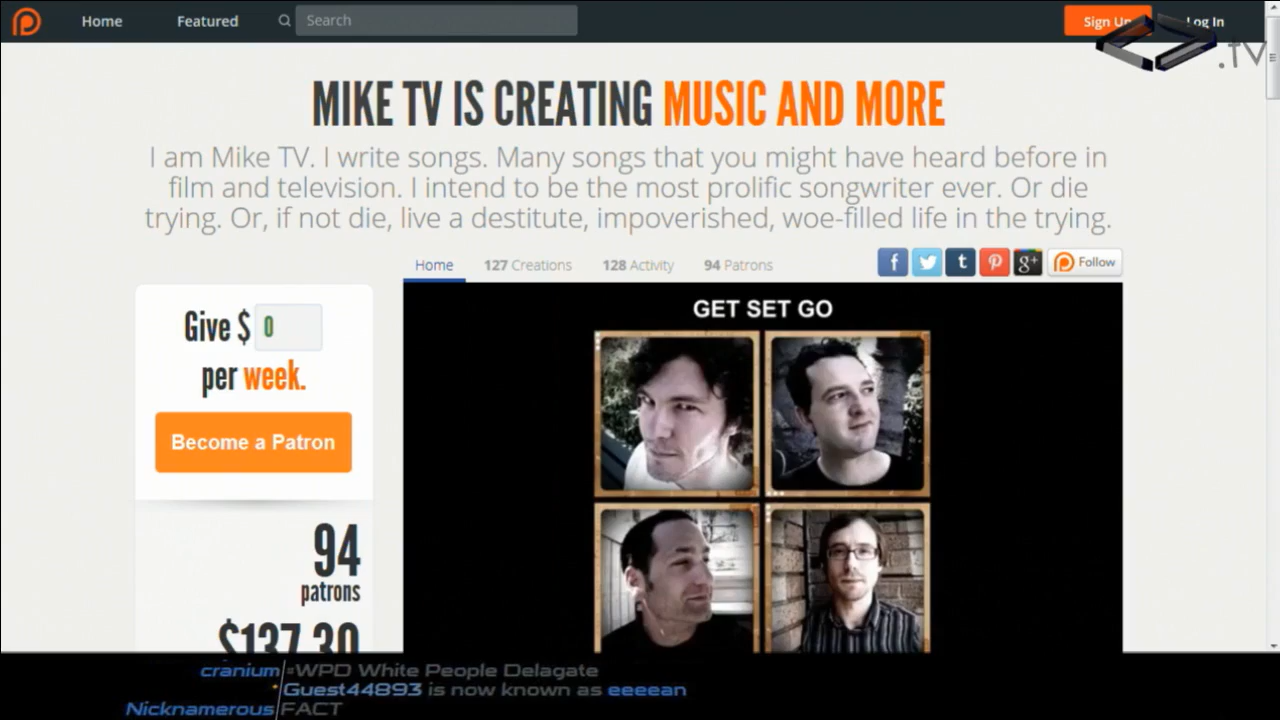 Home Featured Search Sign Up Log In
.tv
MIKE TV IS CREATING MUSIC AND MORE
I am Mike TV. I write songs. Many songs that you might have heard before in
film and television. I intend to be the most prolific songwriter ever. Or die
trying. Or, if not die, live a destitute, impoverished, woe-filled life in the trying.
Home 127 Creations 128 Activity 94 Patrons f t g+ Follow
Give $ 0
per week.
Become a Patron
94
patrons
$137.30
GET SET GO
cranium =WPD White People Delagate
* Guest44893 is now known as eeeean
Nicknamerous FACT